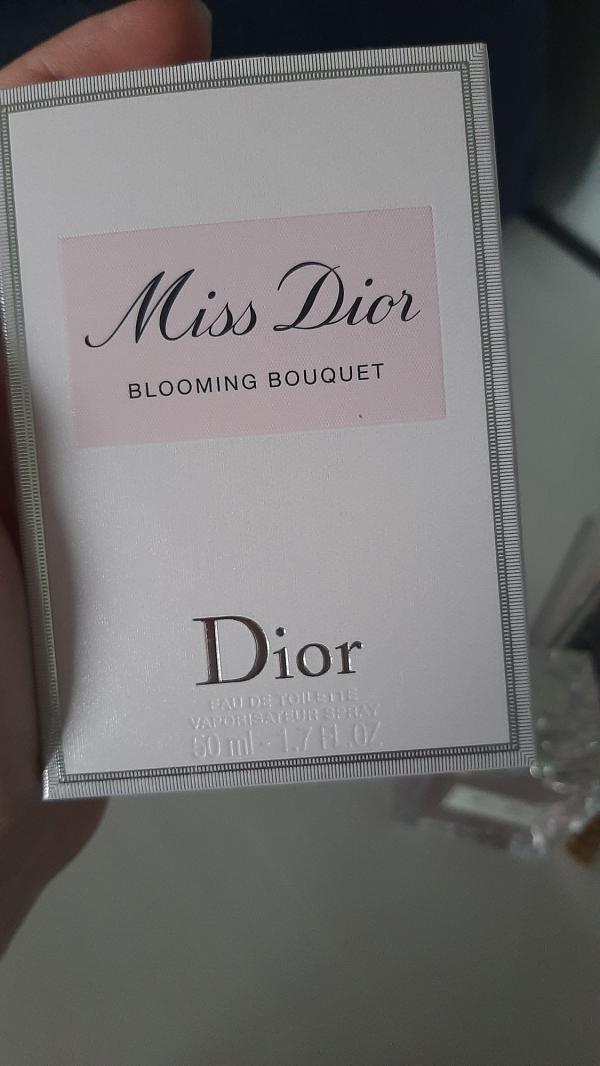 Miss Dior
BLOOMING BOUQUET
Dior
EAU DE TOILETTE
VAPORISATEUR SPRAY
50 ml - 1.7 FL.OZ